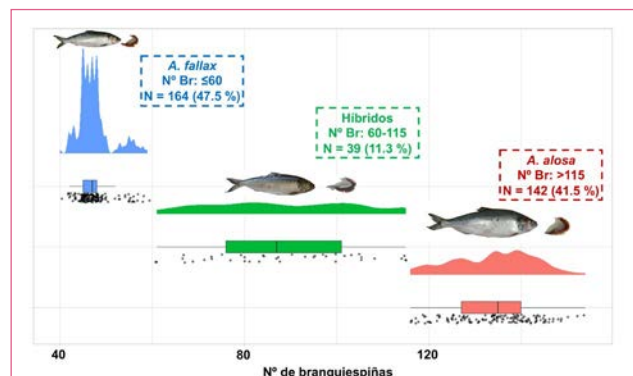 A. fallax
Nº Br: ≤60
N = 164 (47.5 %)
Híbridos
Nº Br: 60-115
N = 39 (11.3 %)
A. alosa
Nº Br: >115
N = 142 (41.5 %)
40
80
120
Nº de branquiespiñas